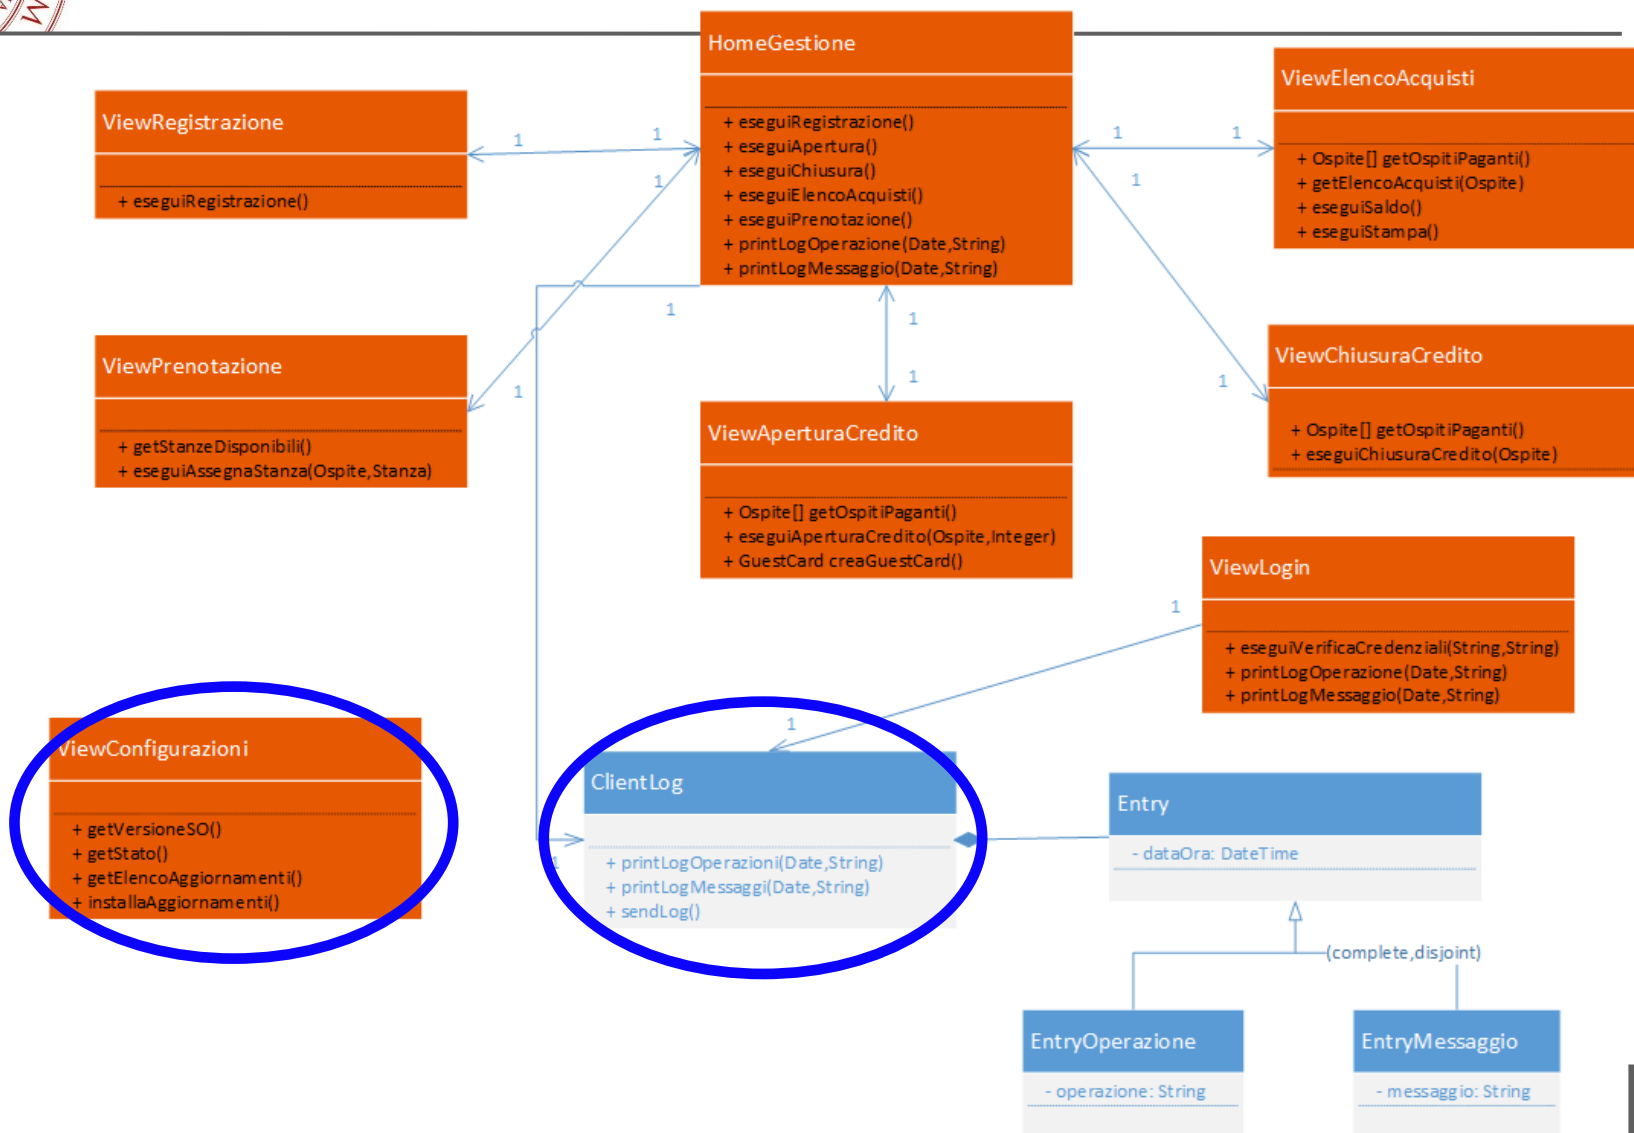 HomeGestione
+ eseguiRegistrazione()
+ eseguiApertura()
+ eseguiChiusura()
+ eseguiElencoAcquisti()
+ eseguiPrenotazione()
+ printLogOperazione(Date,String)
+ printLogMessaggio(Date,String)
ViewElencoAcquisti
+ Ospite[] getOspitiPaganti()
+ getElencoAcquisti(Ospite)
+ eseguiSaldo()
+ eseguiStampa()
ViewRegistrazione
+ eseguiRegistrazione()
1
1
1
1
1
1
1
1
1
1
1
ViewPrenotazione
+ getStanzeDisponibili()
+ eseguiAssegnaStanza(Ospite,Stanza)
ViewAperturaCredito
+ Ospite[] getOspitiPaganti()
+ eseguiAperturaCredito(Ospite,Integer)
+ GuestCard creaGuestCard()
ViewChiusuraCredito
+ Ospite[] getOspitiPaganti()
+ eseguiChiusuraCredito(Ospite)
ViewLogin
+ eseguiVerificaCredenziali(String,String)
+ printLogOperazione(Date,String)
+ printLogMessaggio(Date,String)
1
1
ViewConfigurazioni
+ getVersioneSO()
+ getStato()
+ getElencoAggiornamenti()
+ installaAggiornamenti()
ClientLog
+ printLogOperazioni(Date,String)
+ printLogMessaggi(Date,String)
+ sendLog()
1
Entry
- dataOra: DateTime
(complete,disjoint)
EntryOperazione
- operazione: String
EntryMessaggio
- messaggio: String